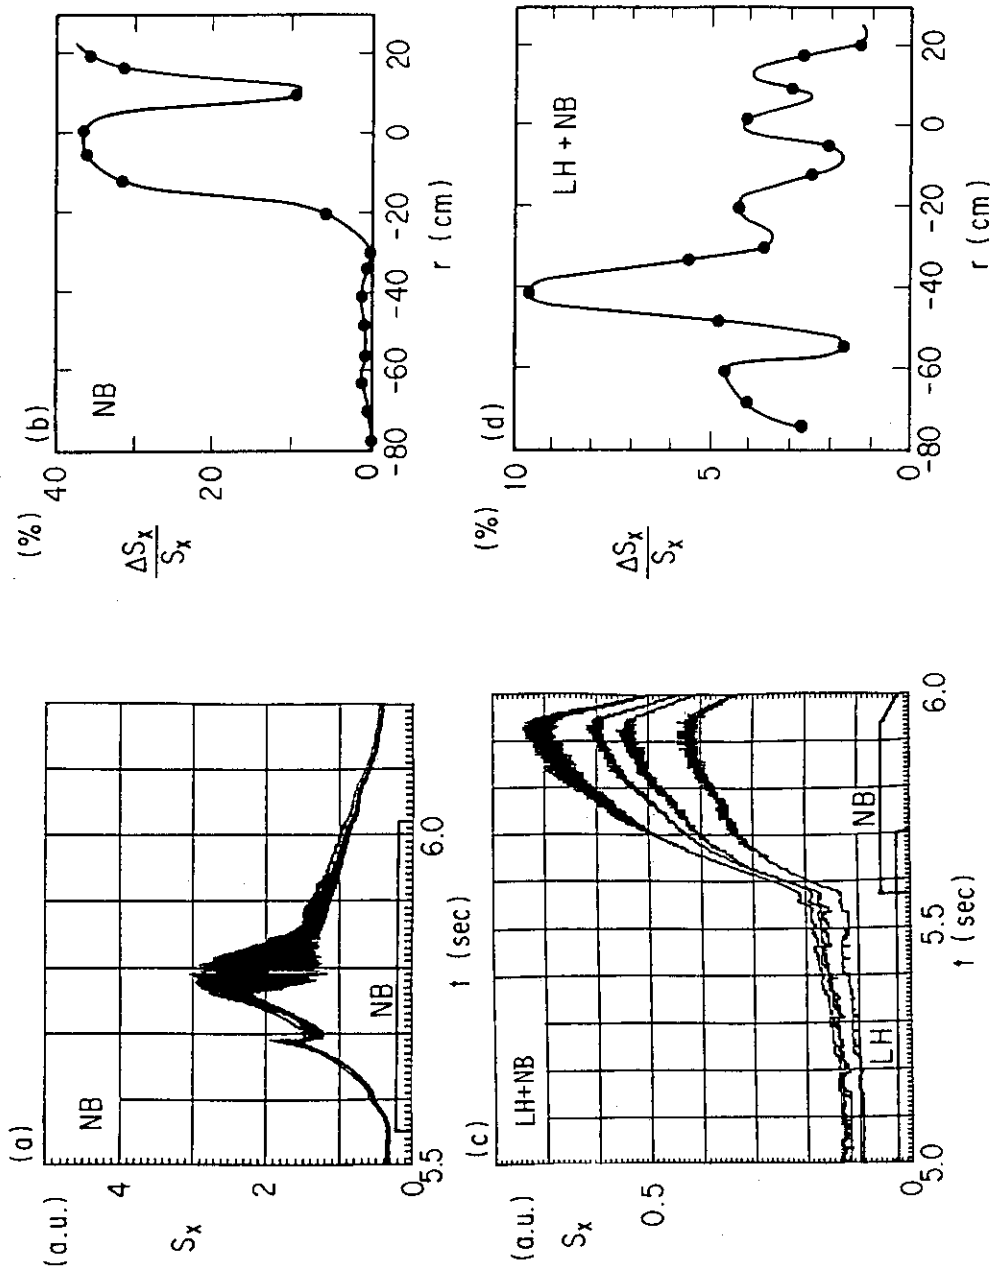 (a)
(a.u.)
4
NB
Sx
2
NB
0
5.5
6.0
t (sec)
(b)
(%)
40
NB
ΔSx
Sx
20
0
-80
-60
-40
-20
0
20
r (cm)
(c)
(a.u.)
LH+NB
Sx
0.5
LH
NB
0
5.0
5.5
6.0
t (sec)
(d)
(%)
10
LH + NB
ΔSx
Sx
5
0
-80
-60
-40
-20
0
20
r (cm)